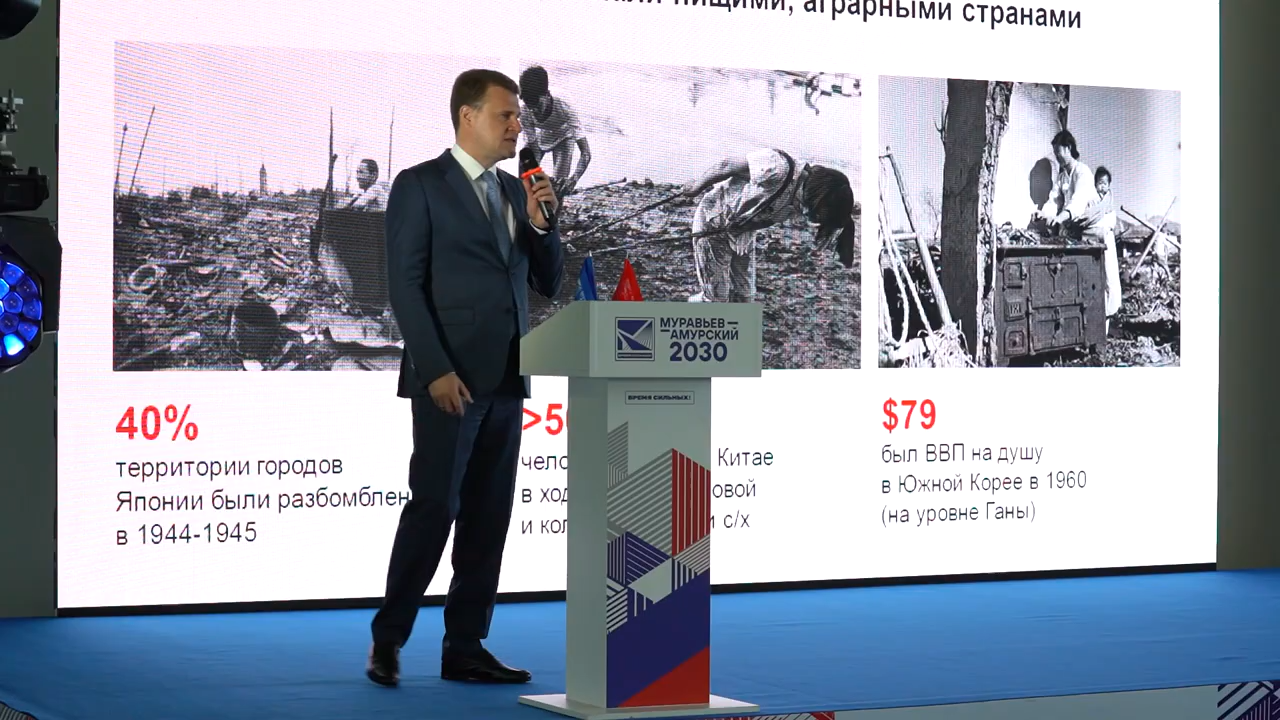 нищими, аграрными странами
МУРАВЬЕВ–
–АМУРСКИЙ
2030
ВРЕМЯ СИЛЬНЫХ!
40%
территории городов
Японии были разбомблен
в 1944-1945
>5
чело Китае
в ход овой
и кол и с/х
$79
был ВВП на душу
в Южной Корее в 1960
(на уровне Ганы)